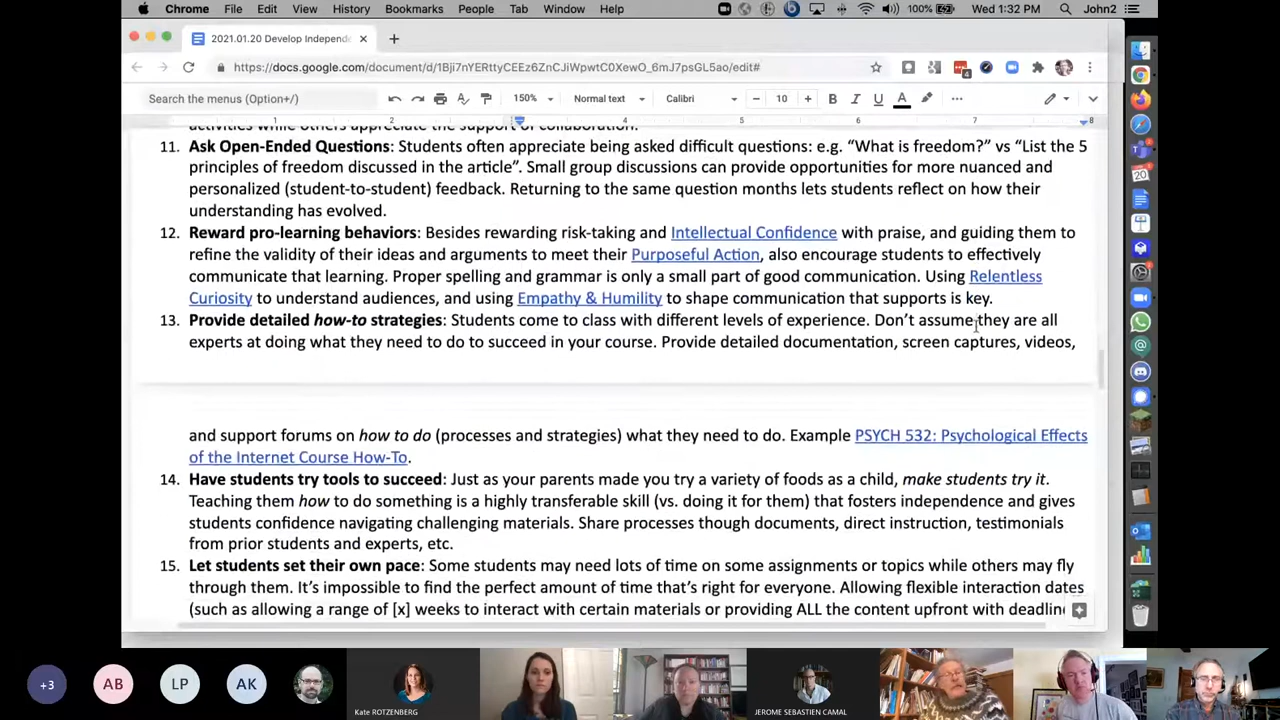 Chrome File Edit View History Bookmarks People Tab Window Help 100% Wed 1:32 PM John2
2021.01.20 Develop Independe
Search the menus (Option+/) 150% Normal text Calibri 10 B I U A
1 2 4 5 6 7 8
activities while others appreciate the support of collaboration.
11. Ask Open-Ended Questions: Students often appreciate being asked difficult questions: e.g. “What is freedom?” vs “List the 5
principles of freedom discussed in the article”. Small group discussions can provide opportunities for more nuanced and
personalized (student-to-student) feedback. Returning to the same question months lets students reflect on how their
understanding has evolved.
12. Reward pro-learning behaviors: Besides rewarding risk-taking and Intellectual Confidence with praise, and guiding them to
refine the validity of their ideas and arguments to meet their Purposeful Action, also encourage students to effectively
communicate that learning. Proper spelling and grammar is only a small part of good communication. Using Relentless
Curiosity to understand audiences, and using Empathy & Humility to shape communication that supports is key.
13. Provide detailed how-to strategies: Students come to class with different levels of experience. Don’t assume they are all
experts at doing what they need to do to succeed in your course. Provide detailed documentation, screen captures, videos,
and support forums on how to do (processes and strategies) what they need to do. Example PSYCH 532: Psychological Effects
of the Internet Course How-To.
14. Have students try tools to succeed: Just as your parents made you try a variety of foods as a child, make students try it.
Teaching them how to do something is a highly transferable skill (vs. doing it for them) that fosters independence and gives
students confidence navigating challenging materials. Share processes though documents, direct instruction, testimonials
from prior students and experts, etc.
15. Let students set their own pace: Some students may need lots of time on some assignments or topics while others may fly
through them. It’s impossible to find the perfect amount of time that’s right for everyone. Allowing flexible interaction dates
(such as allowing a range of [x] weeks to interact with certain materials or providing ALL the content upfront with deadlin
+3 AB LP AK
Kate ROTZENBERG JEROME SEBASTIEN CAMAL